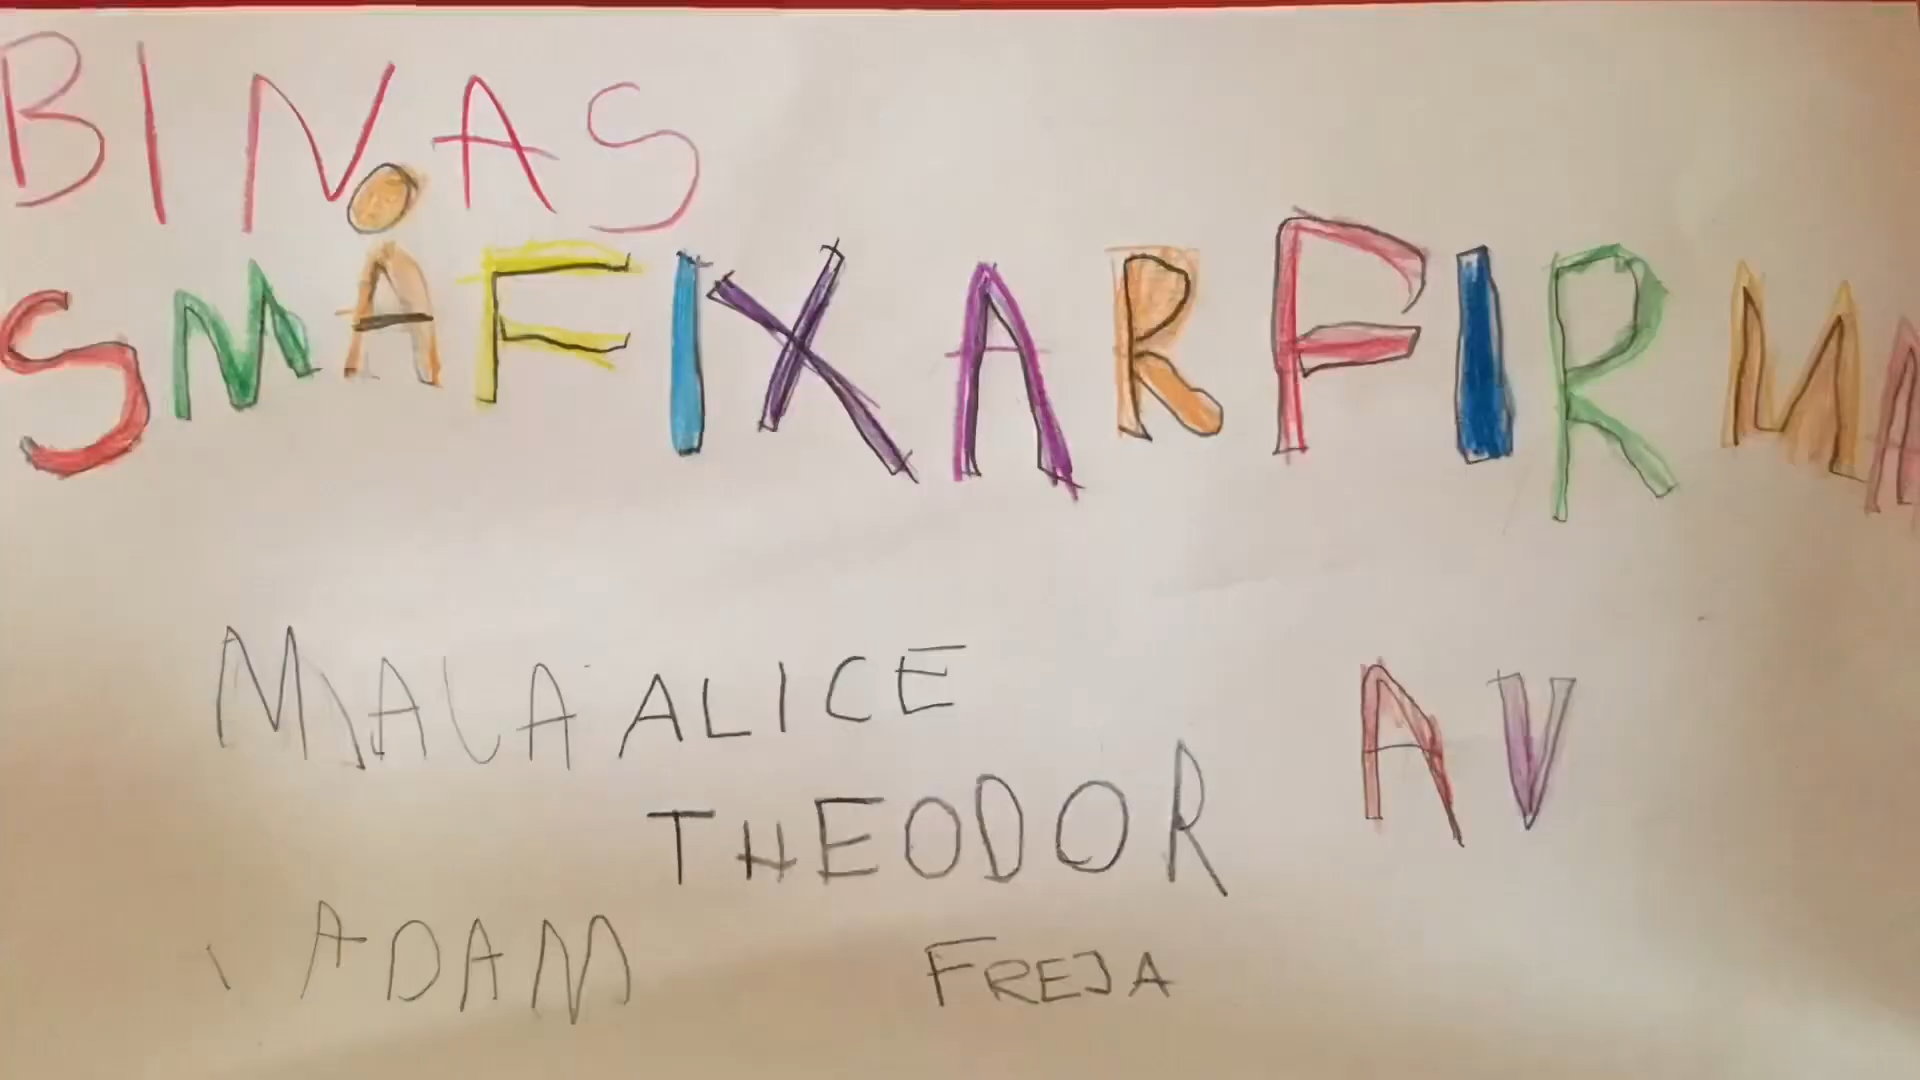 BINAS
SMÅFIXARFIRMA
ALICE
AV
THEODOR
ADAM
FREJA